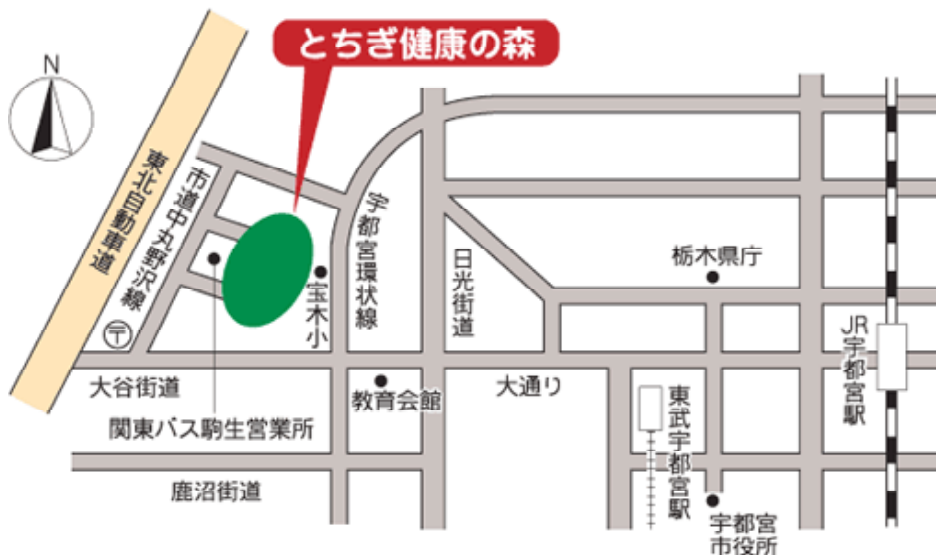 とちぎ健康の森
N
東北自動車道
市道中丸野沢線
宇都宮環状線
日光街道
栃木県庁
宝木小
〒
JR宇都宮駅
大谷街道
教育会館
大通り
東武宇都宮駅
関東バス駒生営業所
鹿沼街道
宇都宮
市役所